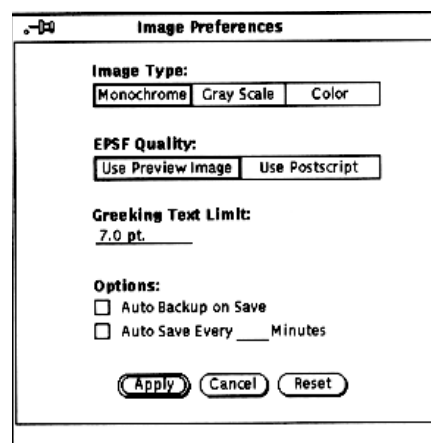 Image Preferences
Image Type:
Monochrome Gray Scale Color
EPSF Quality:
Use Preview Image Use Postscript
Greeking Text Limit:
7.0 pt.
Options:
Auto Backup on Save
Auto Save Every ____ Minutes
Apply Cancel Reset